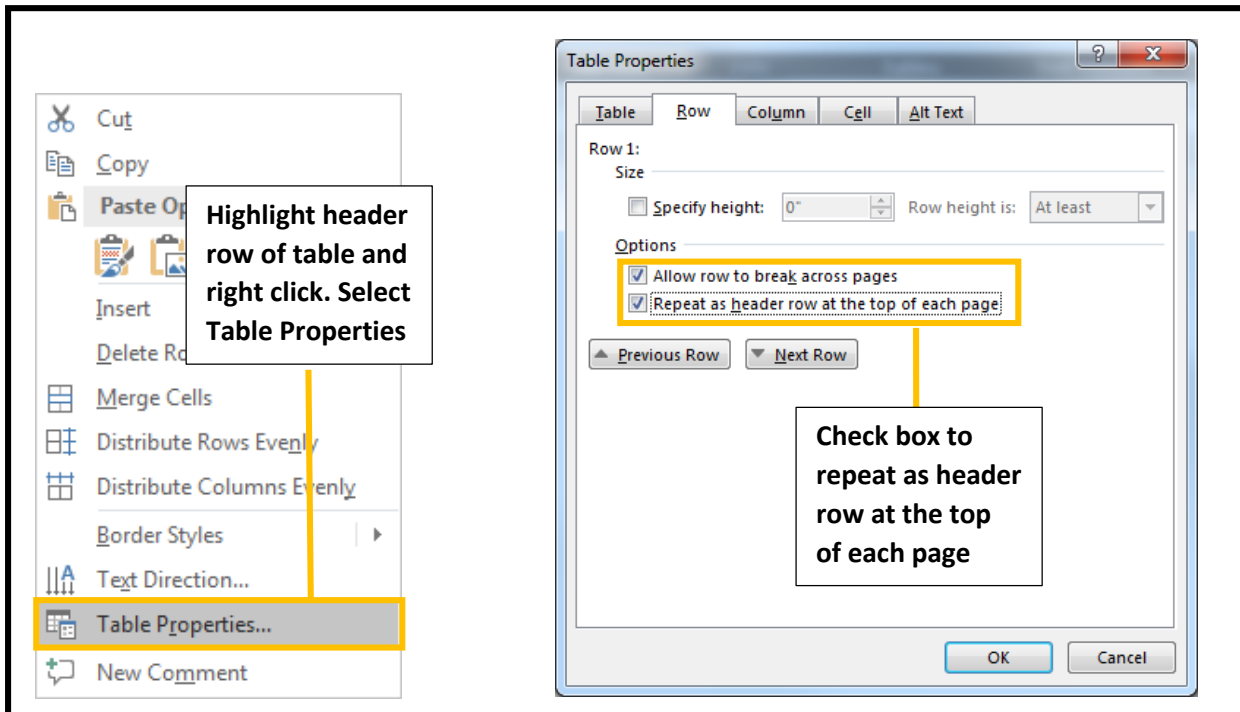 Cut
Copy
Paste Op
Insert
Delete Ro
Merge Cells
Distribute Rows Evenly
Distribute Columns Evenly
Border Styles
Text Direction...
Table Properties...
New Comment
Highlight header
row of table and
right click. Select
Table Properties
Table Properties
Table Row Column Cell Alt Text
Row 1:
Size
Specify height: 0" Row height is: At least
Options
Allow row to break across pages
Repeat as header row at the top of each page
Previous Row Next Row
Check box to
repeat as header
row at the top
of each page
OK Cancel